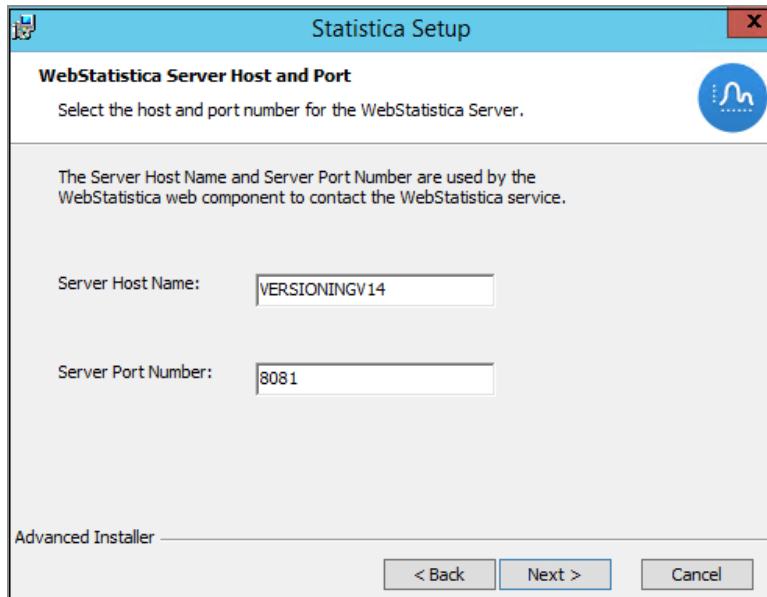 Statistica Setup
x
WebStatistica Server Host and Port
Select the host and port number for the WebStatistica Server.
The Server Host Name and Server Port Number are used by the
WebStatistica web component to contact the WebStatistica service.
Server Host Name:
VERSIONINGV14
Server Port Number:
8081
Advanced Installer
< Back
Next >
Cancel